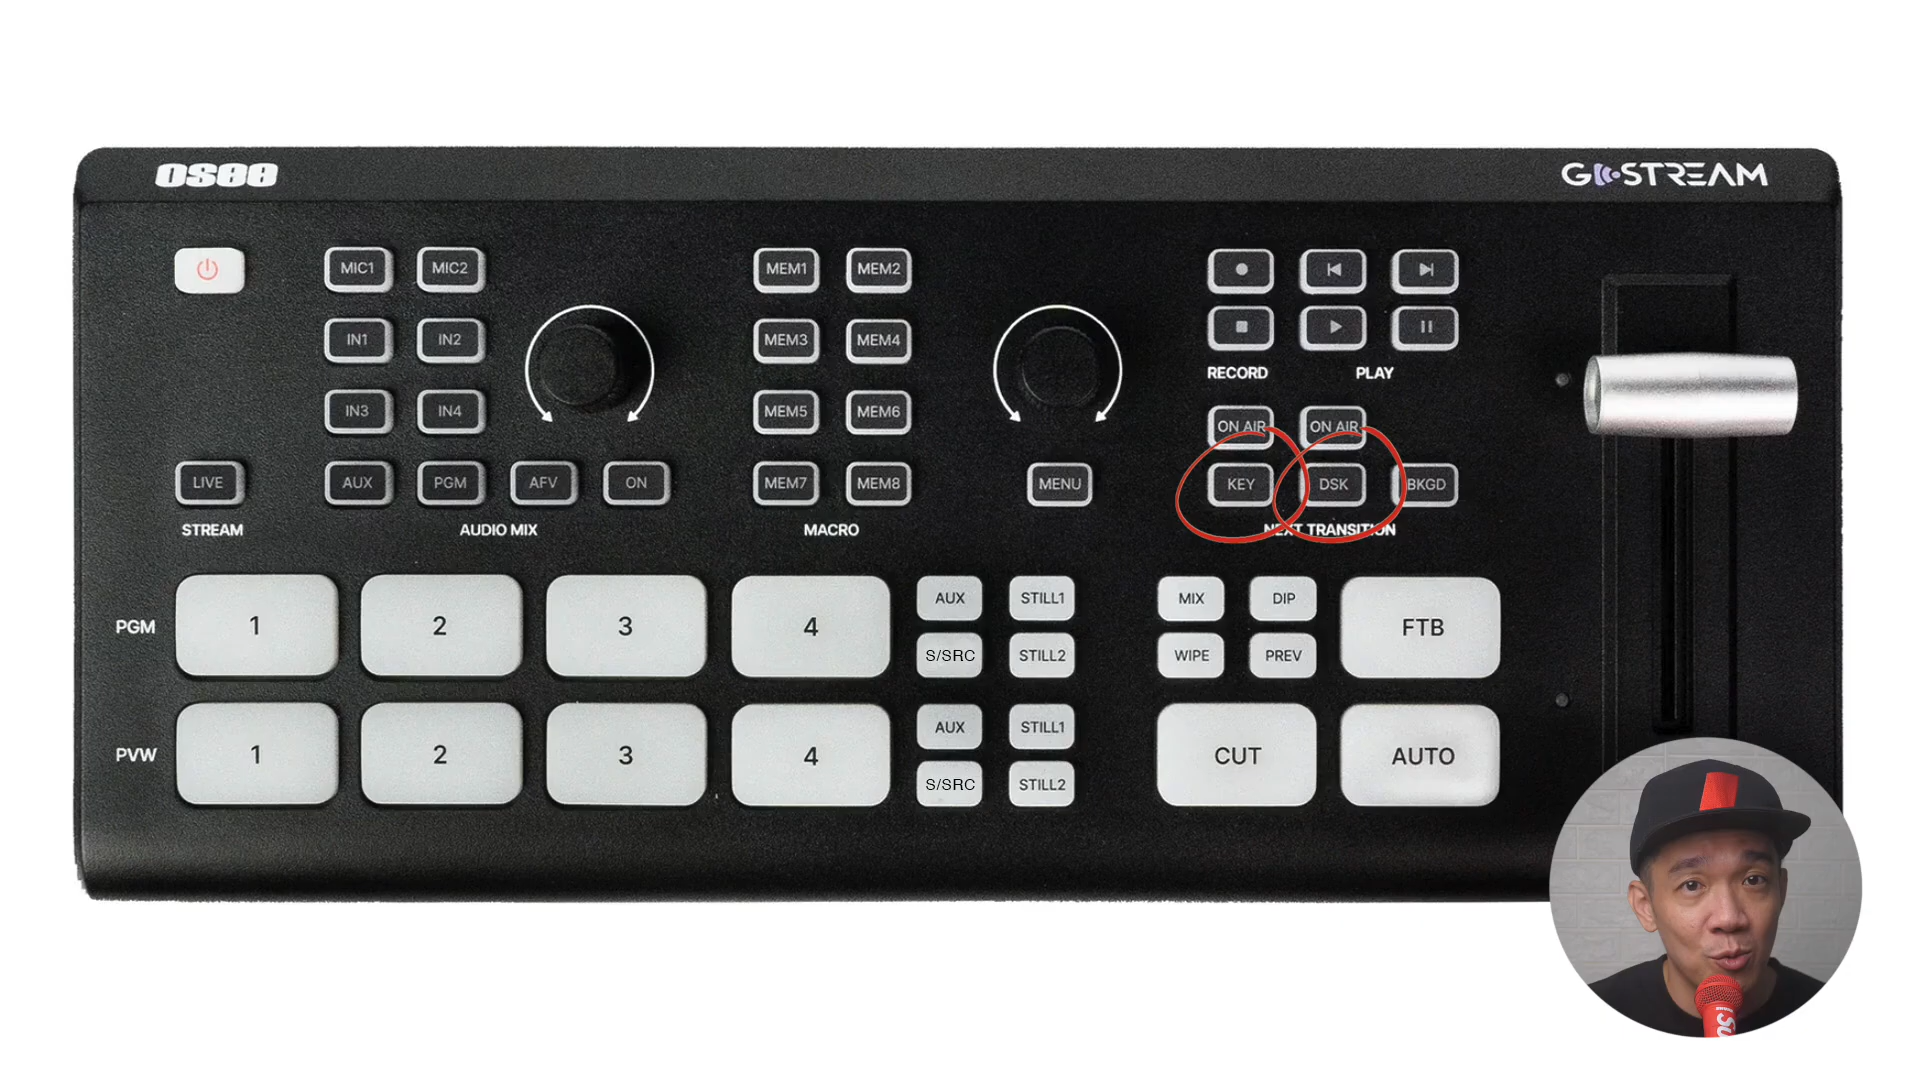 OSEE GOSTREAM
MIC1 MIC2 MEM1 MEM2
IN1 IN2 MEM3 MEM4
RECORD PLAY
IN3 IN4 MEM5 MEM6 ON AIR ON AIR
LIVE AUX PGM AFV ON MEM7 MEM8 MENU KEY DSK BKGD
STREAM AUDIO MIX MACRO NEXT TRANSITION
PGM 1 2 3 4 AUX STILL1 MIX DIP FTB
S/SRC STILL2 WIPE PREV
PVW 1 2 3 4 AUX STILL1 CUT AUTO
S/SRC STILL2